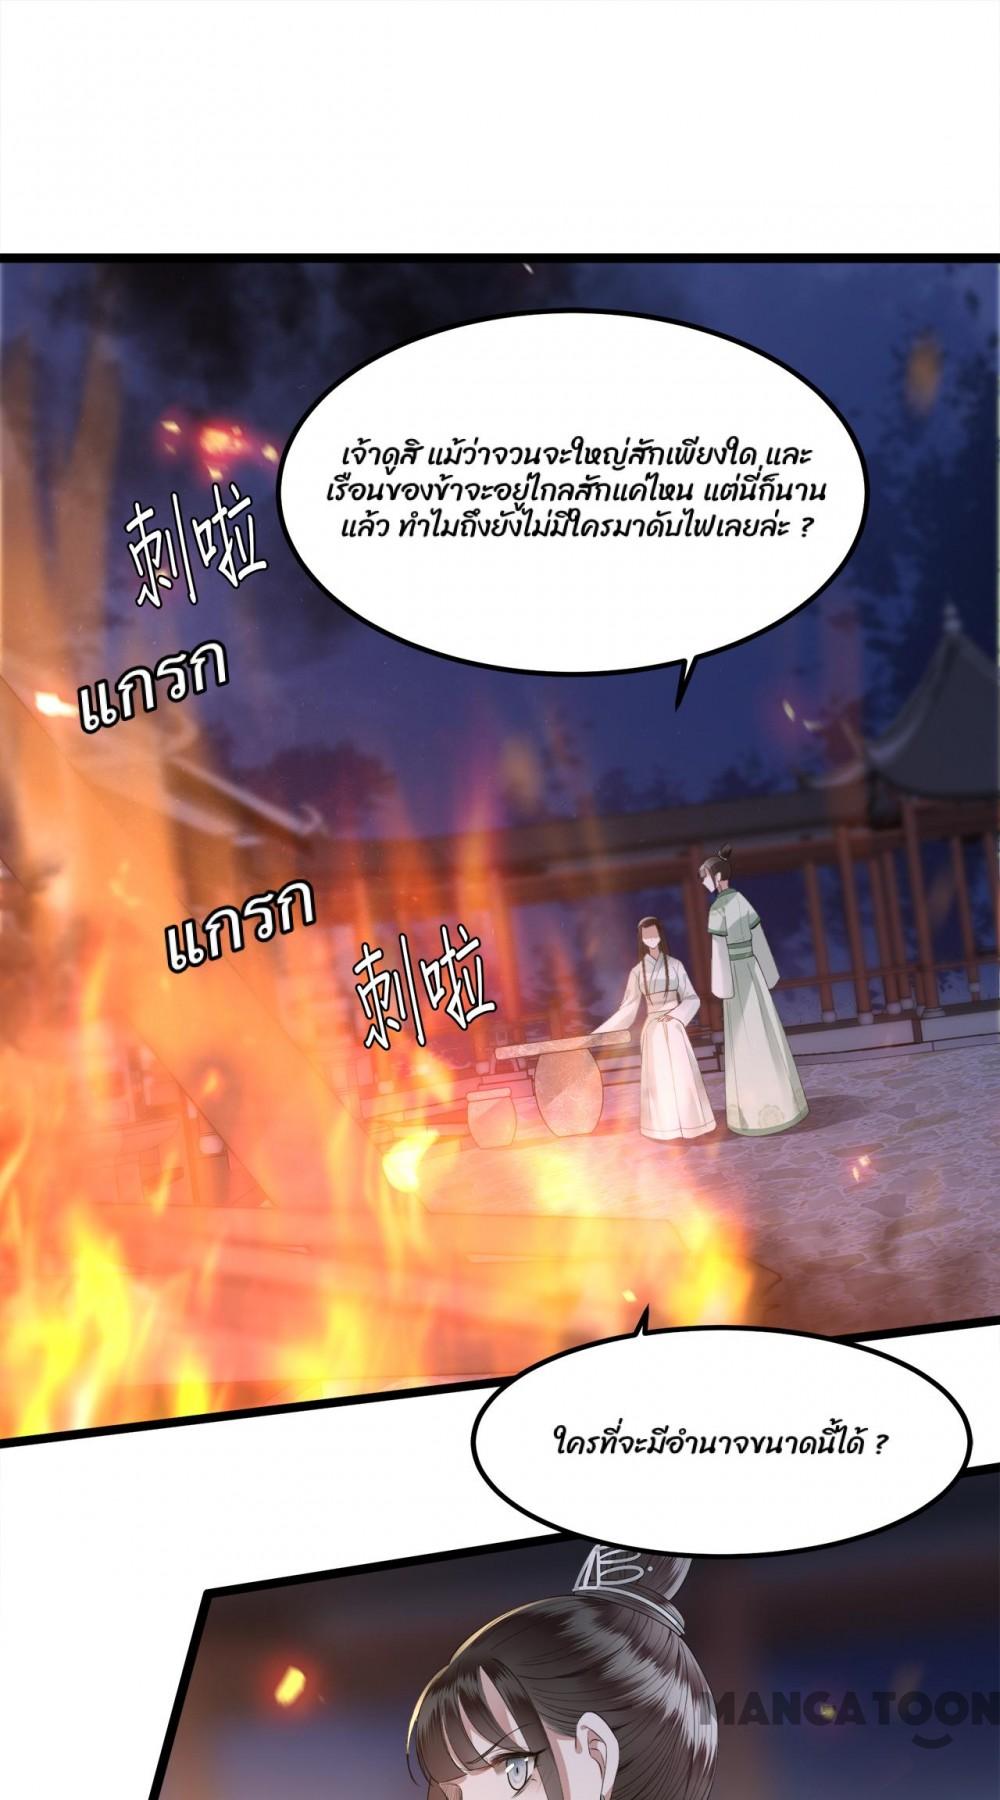 เจ้าดูสิ แม้ว่าจวนจะใหญ่สักเพียงใด และ
เรือนของข้าจะอยู่ไกลสักแค่ไหน แต่นี่ก็นาน
แล้ว ทำไมถึงยังไม่มีใครมาดับไฟเลยล่ะ ?
刺啦
แกรก
แกรก
刺啦
ใครที่จะมีอำนาจขนาดนี้ได้ ?
MANGATOON